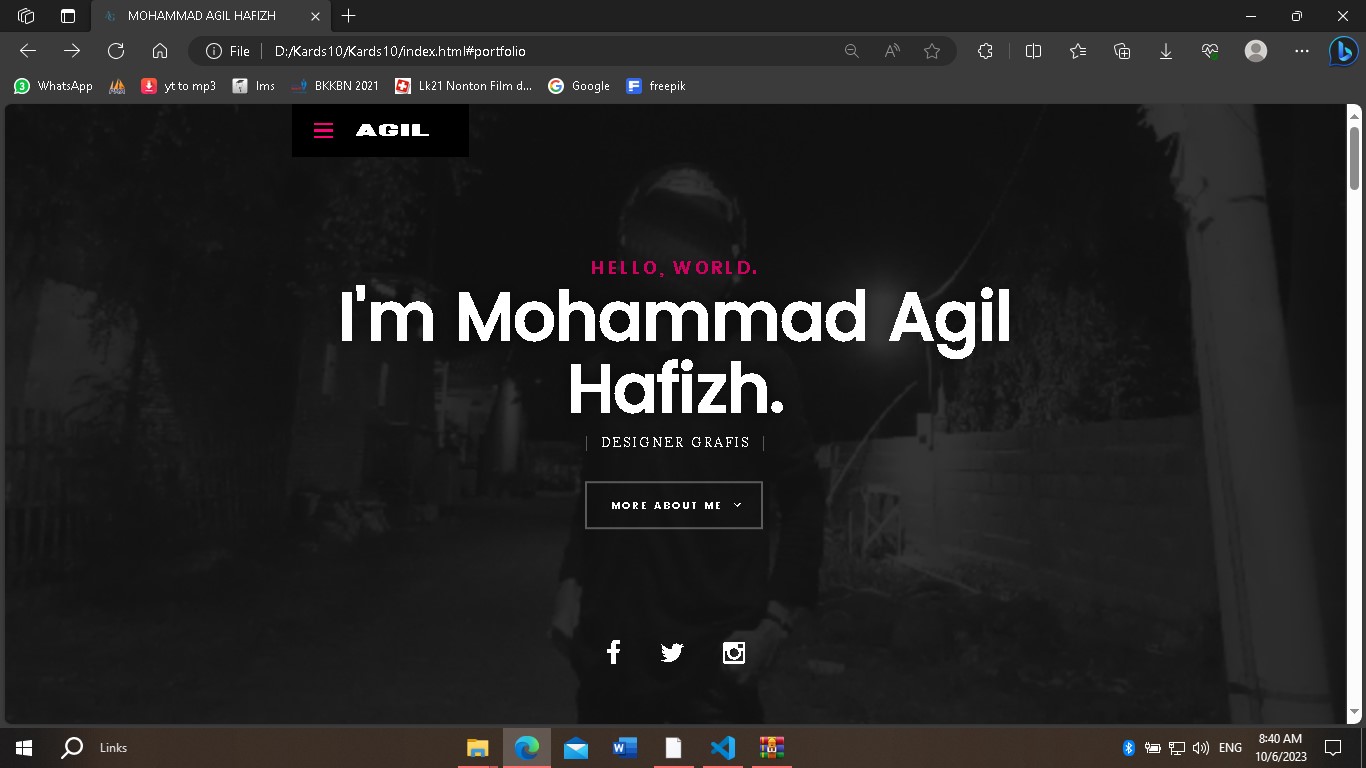 MOHAMMAD AGIL HAFIZH
File
D:/Kards10/Kards10/index.html#portfolio
WhatsApp
yt to mp3
lms
BKKBN 2021
Lk21 Nonton Film d...
Google
freepik
AGIL
HELLO, WORLD.
I'm Mohammad Agil
Hafizh.
DESIGNER GRAFIS
MORE ABOUT ME
Links
ENG
8:40 AM
10/6/2023